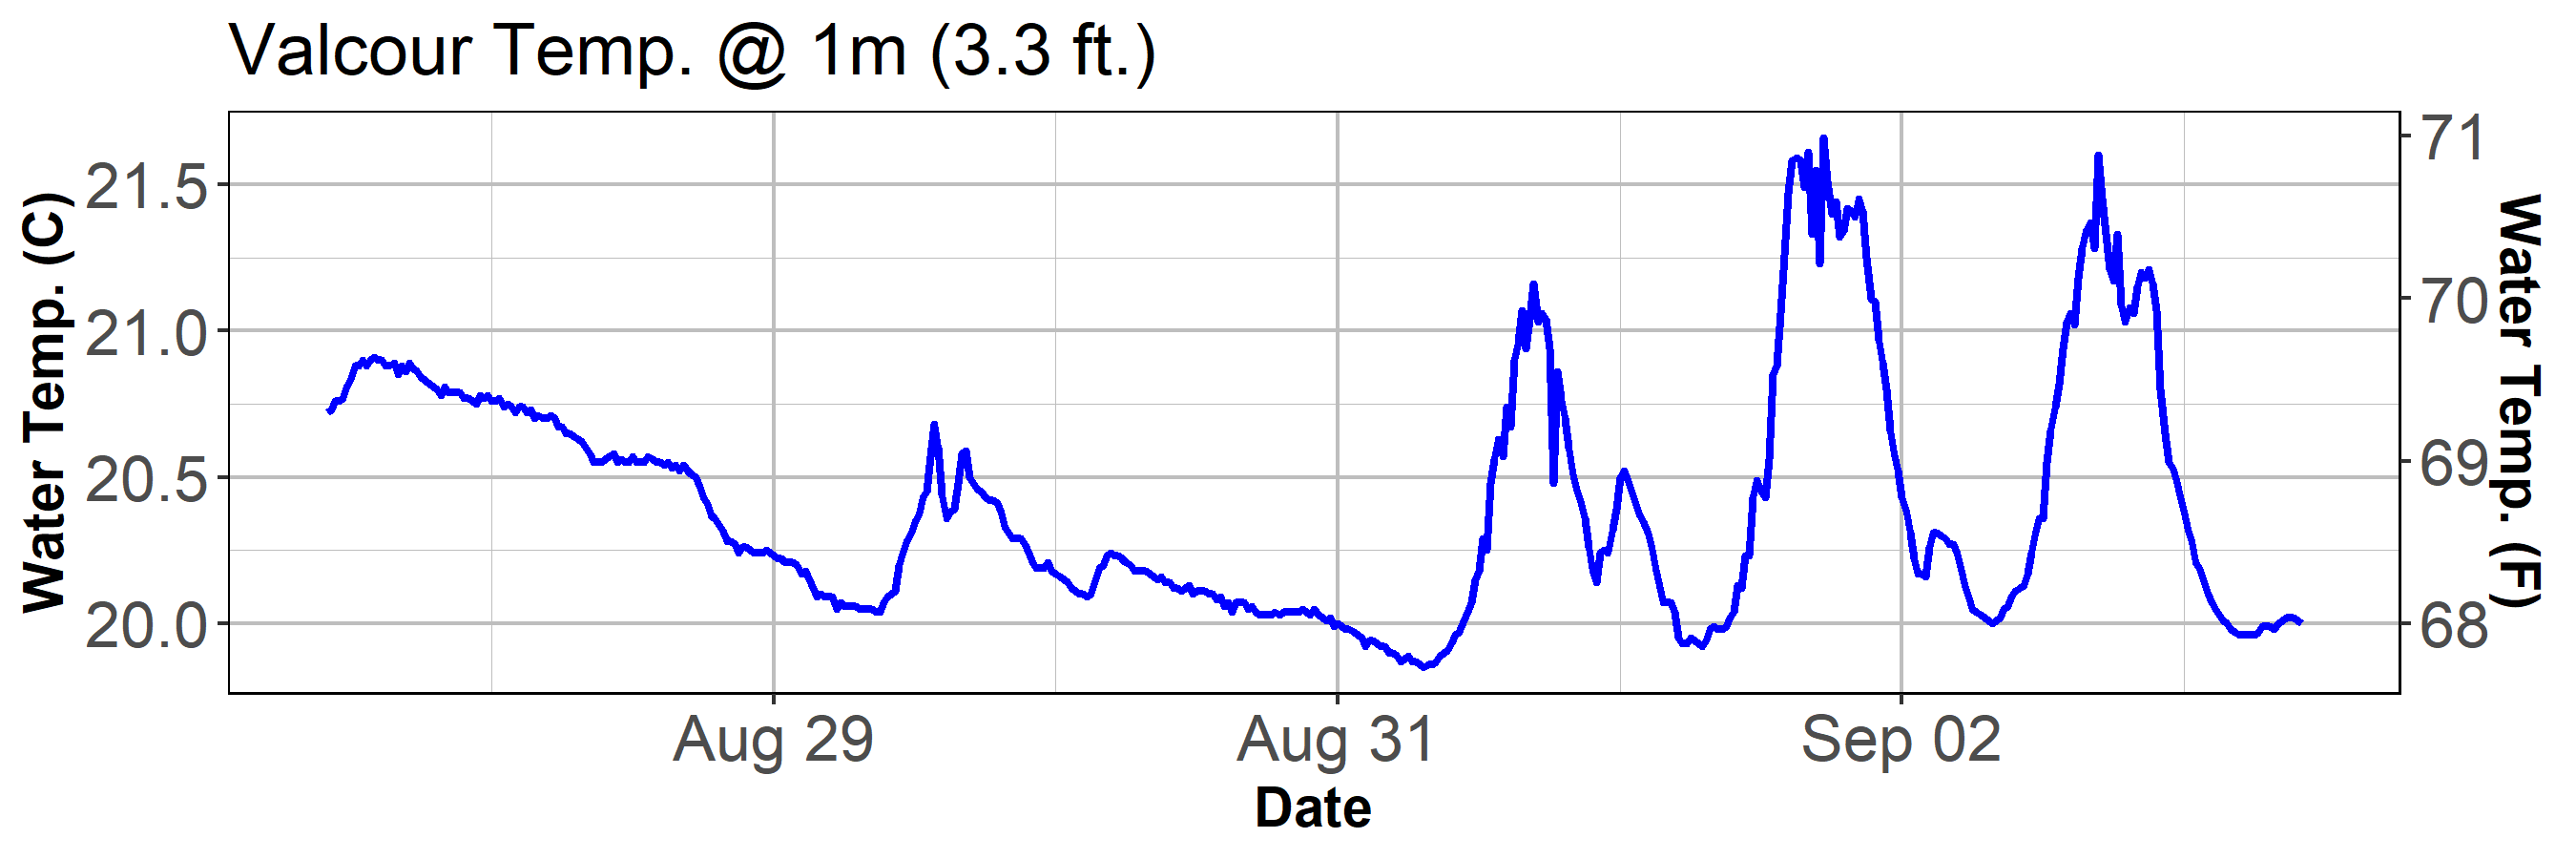 Valcour Temp. @ 1m (3.3 ft.)
Water Temp. (C)
21.5
21.0
20.5
20.0
71
70
69
68
Water Temp. (F)
Aug 29
Aug 31
Sep 02
Date